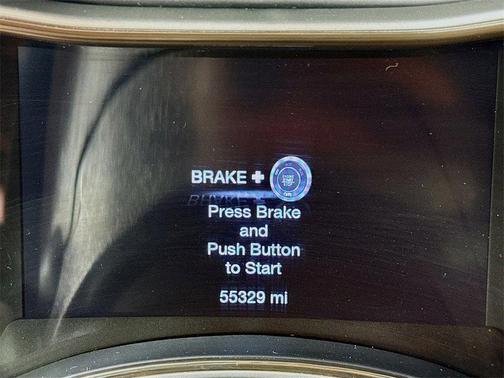 BRAKE +
Press Brake
and
Push Button
to Start
55329 mi